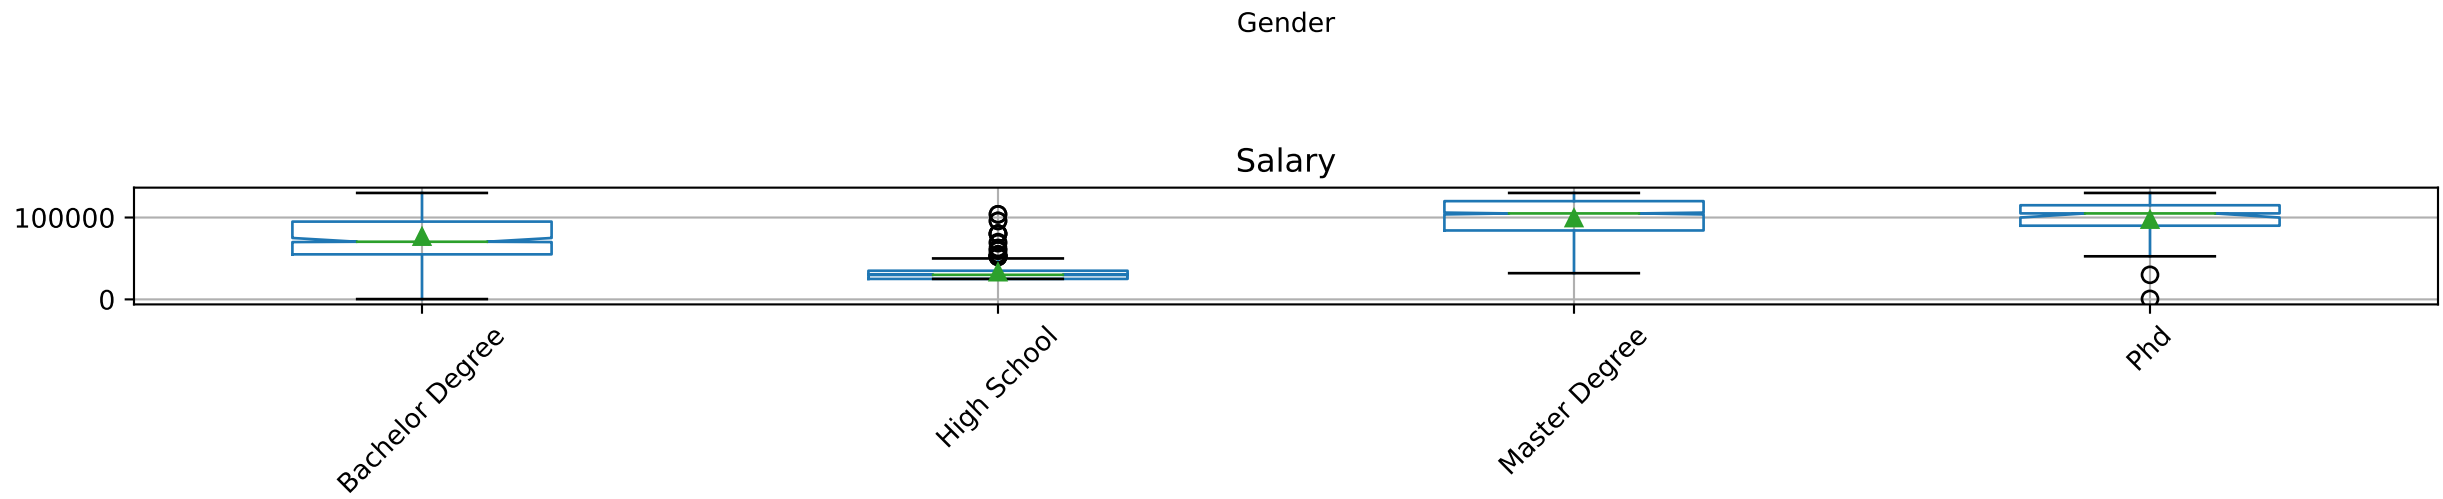 Gender
Salary
100000
0
Bachelor Degree
High School
Master Degree
Phd